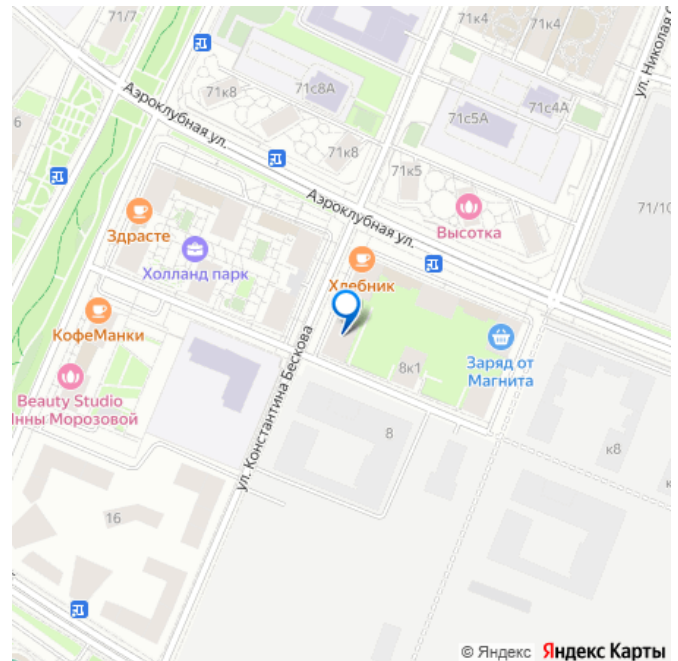 71/7
71к4
71к4
ул. Николая С
71к8
71с8А
Аэроклубная ул.
71с5А
71с4А
6
71к8
71к5
Аэроклубная ул.
71/10
Здрасте
Высотка
Холланд парк
Хлебник
КофеМанки
Заряд от
Магнита
8к1
Beauty Studio
Инны Морозовой
ул. Константина Бескова
8
к8
к
16
© Яндекс Яндекс Карты